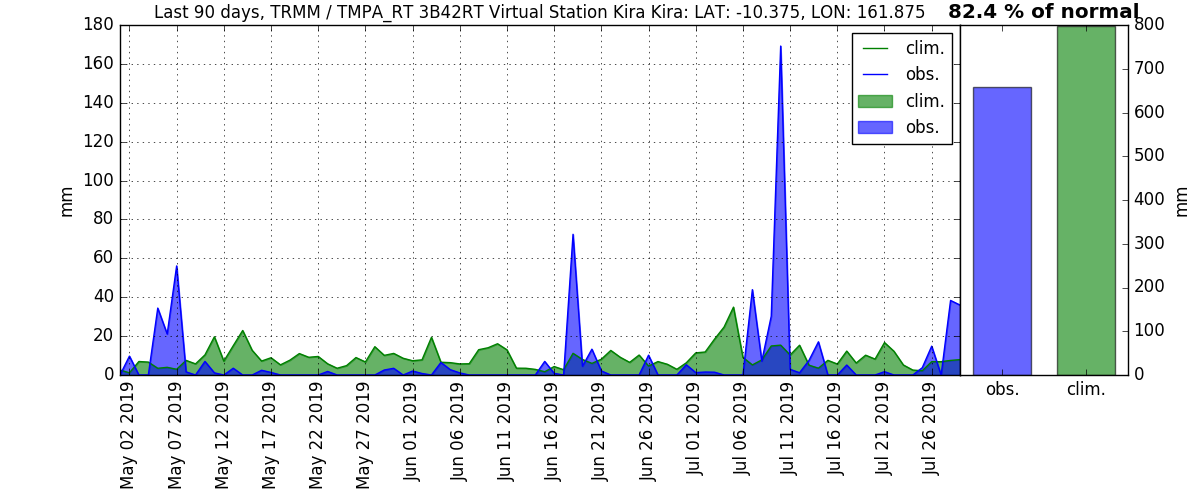 Last 90 days, TRMM / TMPA_RT 3B42RT Virtual Station Kira Kira: LAT: -10.375, LON: 161.875
82.4 % of normal
180
160
140
120
100
80
60
40
20
0
mm
clim.
obs.
clim.
obs.
May 02 2019
May 07 2019
May 12 2019
May 17 2019
May 22 2019
May 27 2019
Jun 01 2019
Jun 06 2019
Jun 11 2019
Jun 16 2019
Jun 21 2019
Jun 26 2019
Jul 01 2019
Jul 06 2019
Jul 11 2019
Jul 16 2019
Jul 21 2019
Jul 26 2019
800
700
600
500
400
300
200
100
0
mm
obs.
clim.